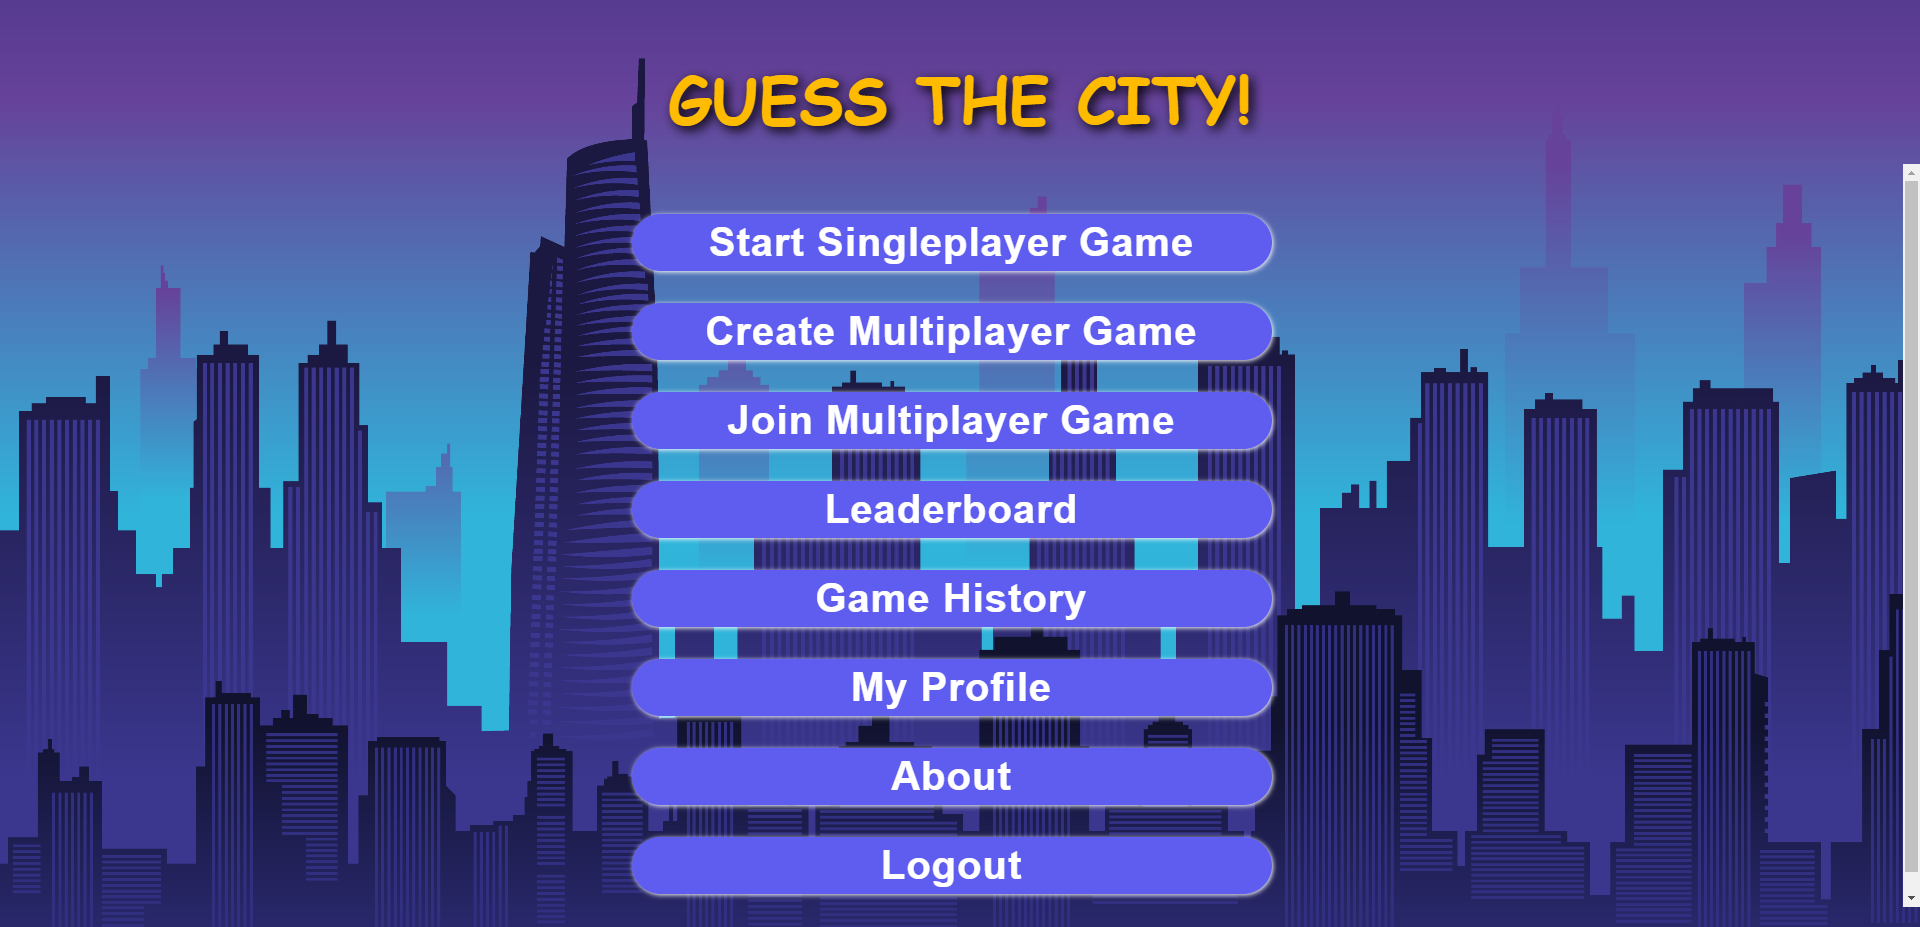 GUESS THE CITY!
Start Singleplayer Game
Create Multiplayer Game
Join Multiplayer Game
Leaderboard
Game History
My Profile
About
Logout